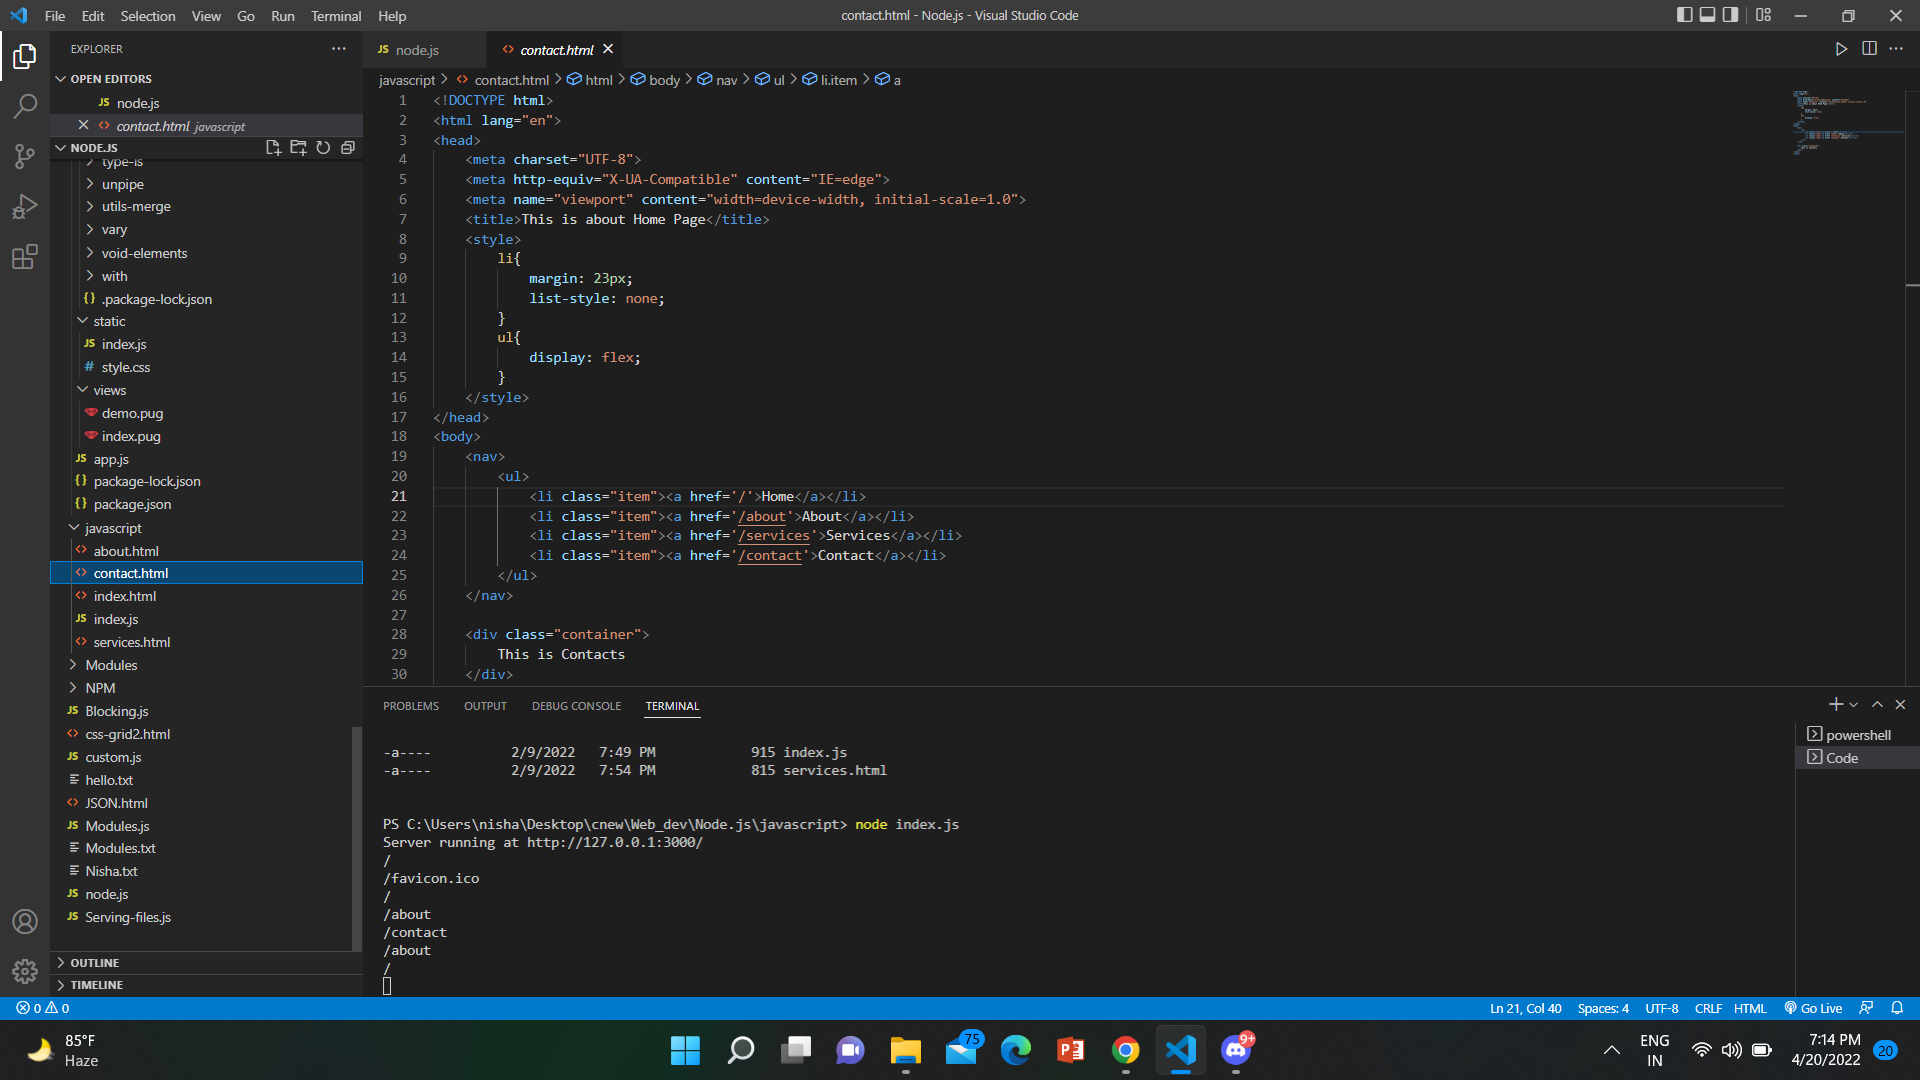 File Edit Selection View Go Run Terminal Help
contact.html - Node.js - Visual Studio Code
EXPLORER
OPEN EDITORS
JS node.js
contact.html javascript
NODE.JS
type-is
unpipe
utils-merge
vary
void-elements
with
{} .package-lock.json
static
JS index.js
# style.css
views
demo.pug
index.pug
JS app.js
{} package-lock.json
{} package.json
javascript
<> about.html
<> contact.html
<> index.html
JS index.js
<> services.html
Modules
NPM
JS Blocking.js
<> css-grid2.html
JS custom.js
hello.txt
<> JSON.html
JS Modules.js
Modules.txt
Nisha.txt
JS node.js
JS Serving-files.js
OUTLINE
TIMELINE
JS node.js
<> contact.html
javascript > <> contact.html > html > body > nav > ul > li.item > a
1 <!DOCTYPE html>
2 <html lang="en">
3 <head>
4 <meta charset="UTF-8">
5 <meta http-equiv="X-UA-Compatible" content="IE=edge">
6 <meta name="viewport" content="width=device-width, initial-scale=1.0">
7 <title>This is about Home Page</title>
8 <style>
9 li{
10 margin: 23px;
11 list-style: none;
12 }
13 ul{
14 display: flex;
15 }
16 </style>
17 </head>
18 <body>
19 <nav>
20 <ul>
21 <li class="item"><a href='/'>Home</a></li>
22 <li class="item"><a href='/about'>About</a></li>
23 <li class="item"><a href='/services'>Services</a></li>
24 <li class="item"><a href='/contact'>Contact</a></li>
25 </ul>
26 </nav>
27
28 <div class="container">
29 This is Contacts
30 </div>
PROBLEMS OUTPUT DEBUG CONSOLE TERMINAL
-a---- 2/9/2022 7:49 PM 915 index.js
-a---- 2/9/2022 7:54 PM 815 services.html
PS C:\Users\nisha\Desktop\cnew\Web_dev\Node.js\javascript> node index.js
Server running at http://127.0.0.1:3000/
/
/favicon.ico
/
/about
/contact
/about
/
powershell
Code
0 0
Ln 21, Col 40 Spaces: 4 UTF-8 CRLF HTML Go Live
85°F
Haze
75
9+
ENG
IN
7:14 PM
4/20/2022
20